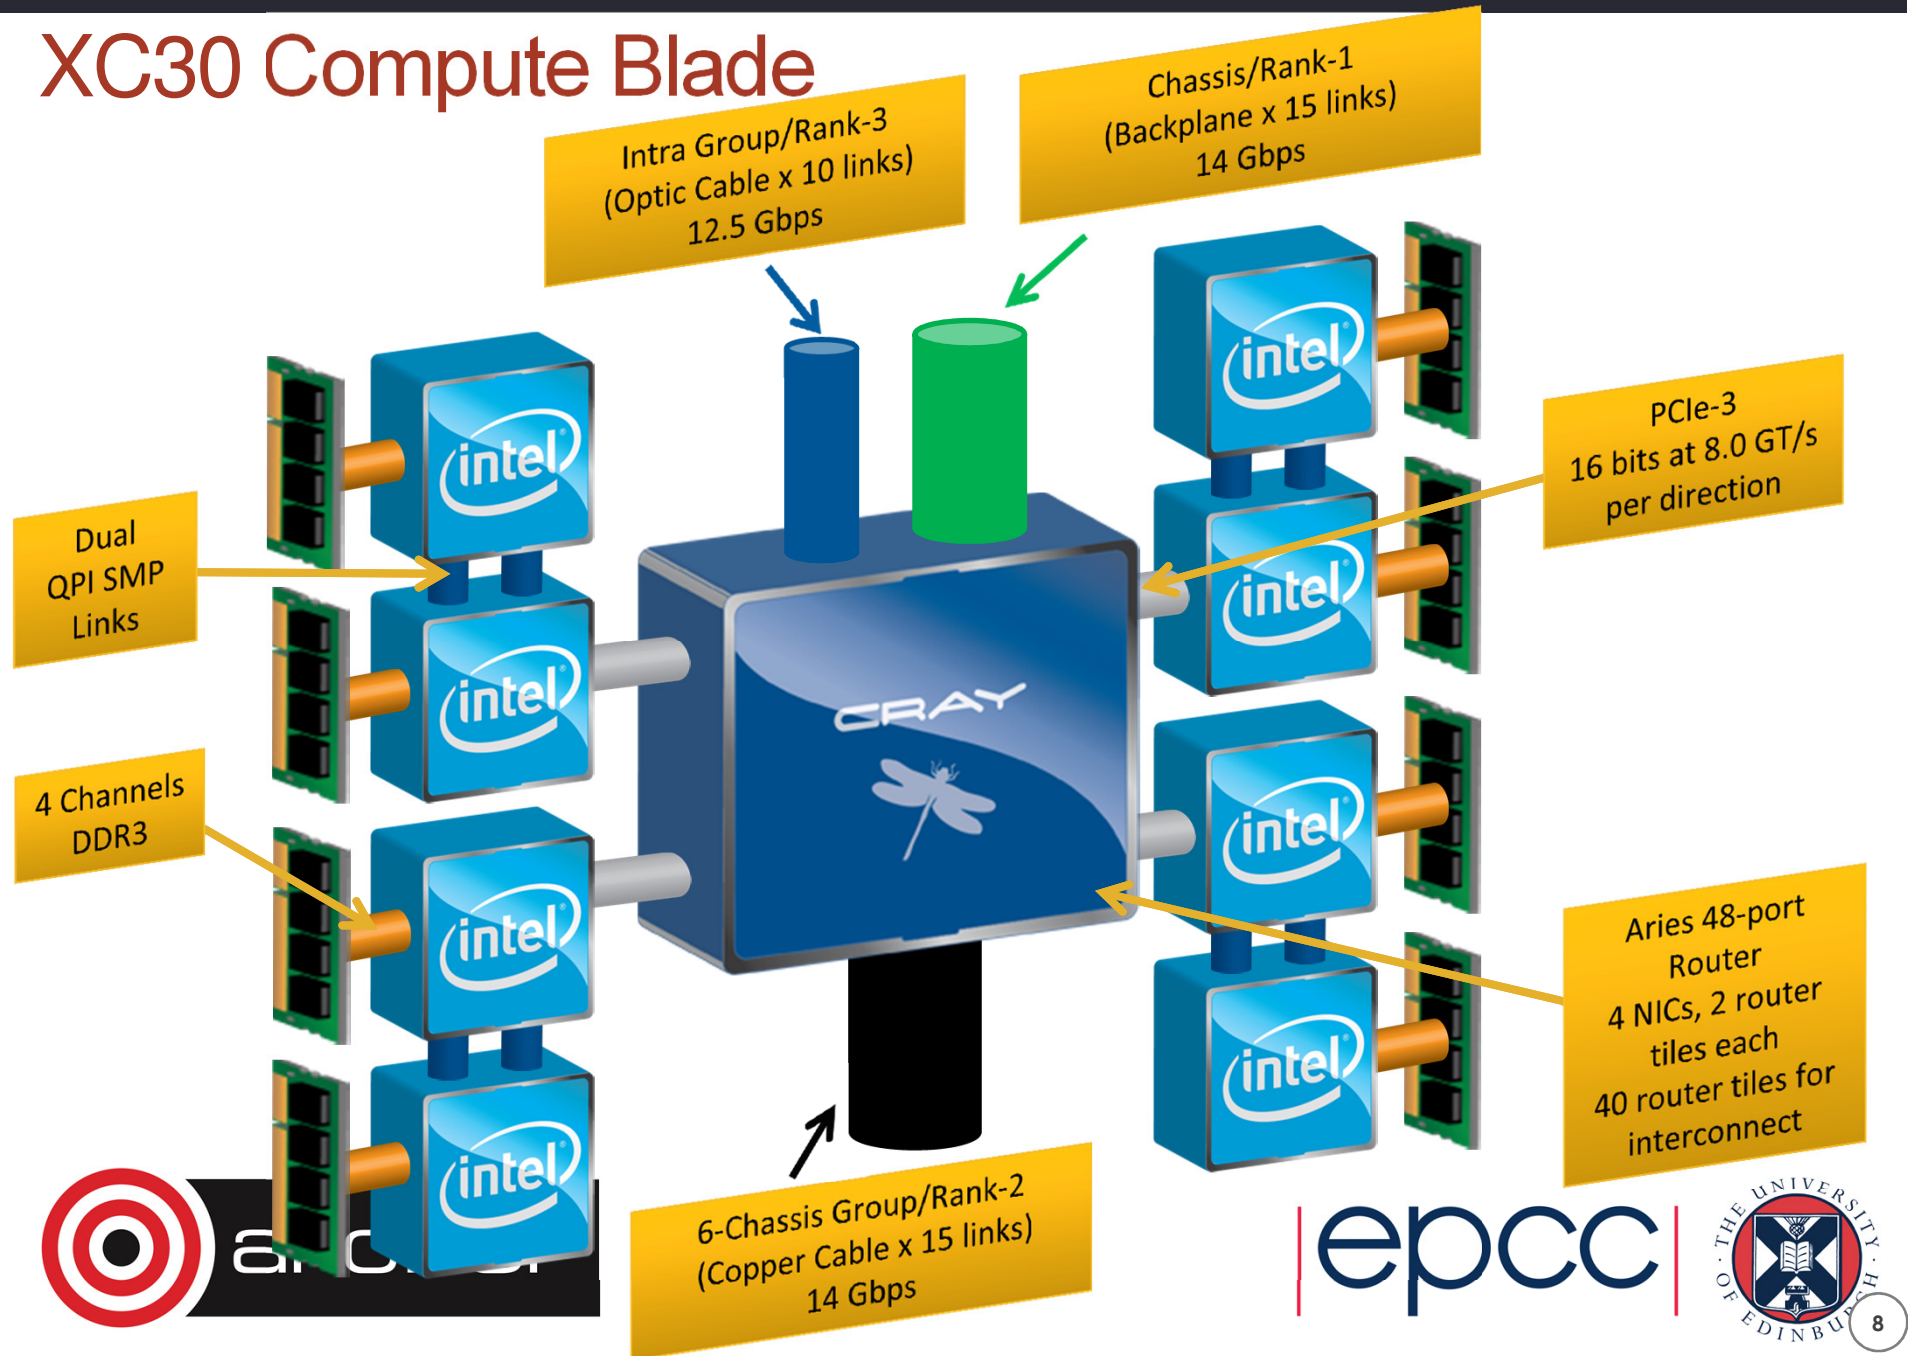 XC30 Compute Blade
Intra Group/Rank-3
(Optic Cable x 10 links)
12.5 Gbps
Chassis/Rank-1
(Backplane x 15 links)
14 Gbps
PCIe-3
16 bits at 8.0 GT/s
per direction
Dual
QPI SMP
Links
4 Channels
DDR3
intel
intel
intel
intel
intel
intel
intel
intel
CRAY
Aries 48-port
Router
4 NICs, 2 router
tiles each
40 router tiles for
interconnect
6-Chassis Group/Rank-2
(Copper Cable x 15 links)
14 Gbps
epcc
THE UNIVERSITY
8